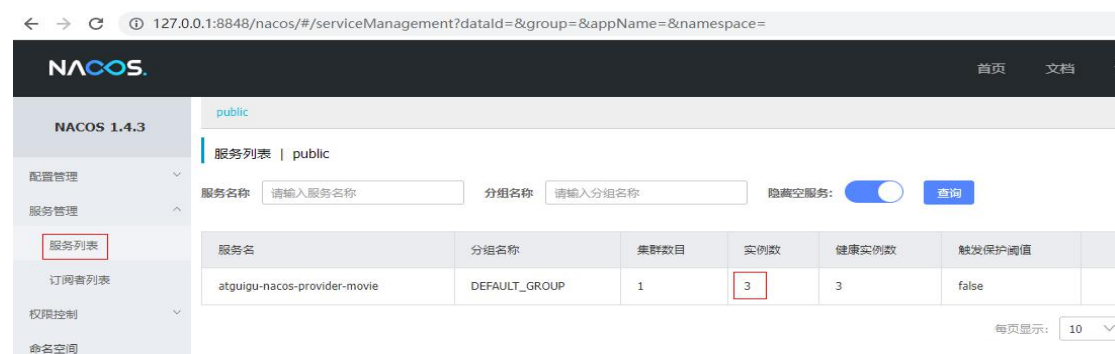 127.0.0.1:8848/nacos/#/serviceManagement?dataId=&group=&appName=&namespace=
NACOS.
首页 文档
NACOS 1.4.3
public
服务列表 | public
配置管理
服务名称 请输入服务名称 分组名称 请输入分组名称 隐藏空服务: 查询
服务管理
服务列表
服务名 分组名称 集群数目 实例数 健康实例数 触发保护阈值
订阅者列表
atguigu-nacos-provider-movie DEFAULT_GROUP 1 3 3 false
权限控制
每页显示: 10
命名空间